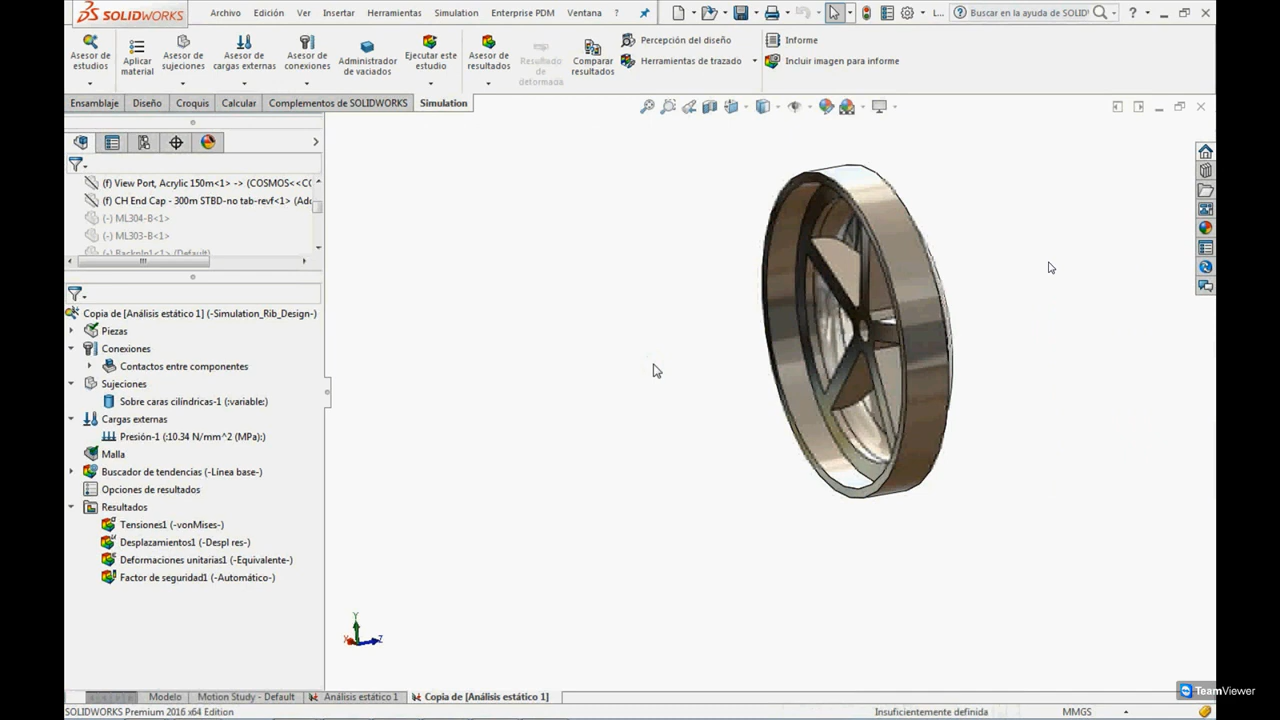 SOLIDWORKS
Archivo Edición Ver Insertar Herramientas Simulation Enterprise PDM Ventana ?
L...
Buscar en la ayuda de SOLID
?
Asesor de estudios
Aplicar material
Asesor de sujeciones
Asesor de cargas externas
Asesor de conexiones
Administrador de vaciados
Ejecutar este estudio
Asesor de resultados
Resultado de deformada
Comparar resultados
Percepción del diseño
Herramientas de trazado
Informe
Incluir imagen para informe
Ensamblaje Diseño Croquis Calcular Complementos de SOLIDWORKS Simulation
(f) View Port, Acrylic 150m<1> -> (COSMOS<<C
(f) CH End Cap - 300m STBD-no tab-revf<1> (Ad
(-) ML304-B<1>
(-) ML303-B<1>
Copia de [Análisis estático 1] (-Simulation_Rib_Design-)
Piezas
Conexiones
Contactos entre componentes
Sujeciones
Sobre caras cilíndricas-1 (:variable:)
Cargas externas
Presión-1 (:10.34 N/mm^2 (MPa):)
Malla
Buscador de tendencias (-Línea base-)
Opciones de resultados
Resultados
Tensiones1 (-vonMises-)
Desplazamientos1 (-Despl res-)
Deformaciones unitarias1 (-Equivalente-)
Factor de seguridad1 (-Automático-)
Y
X
Z
Modelo Motion Study - Default Análisis estático 1 Copia de [Análisis estático 1]
TeamViewer
SOLIDWORKS Premium 2016 x64 Edition Insuficientemente definida MMGS